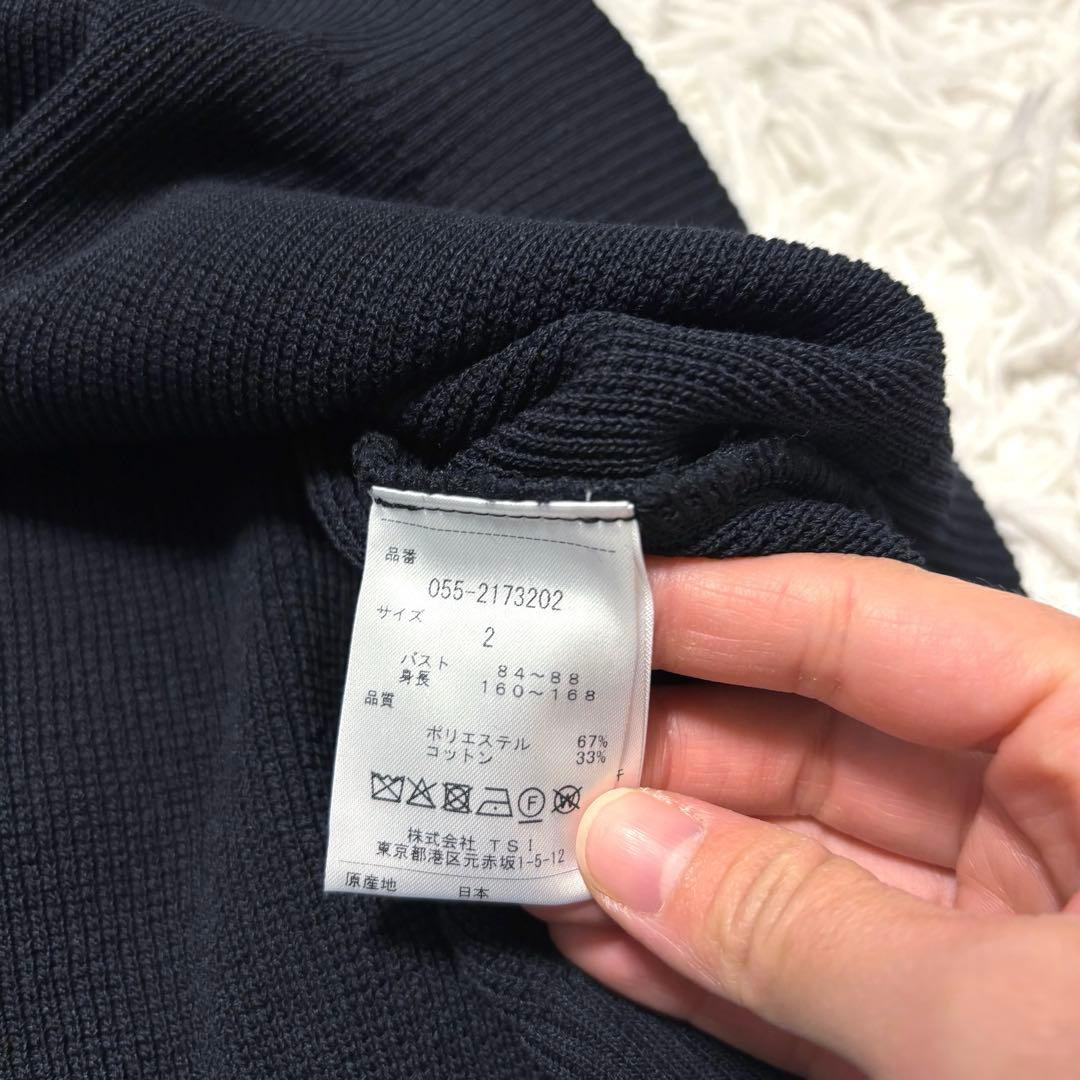 品番
055-2173202
サイズ
2
バスト 84~88
身長 160~168
品質
ポリエステル 67%
コットン 33%
F
F W
株式会社 TSI
東京都港区元赤坂1-5-12
原産地 日本